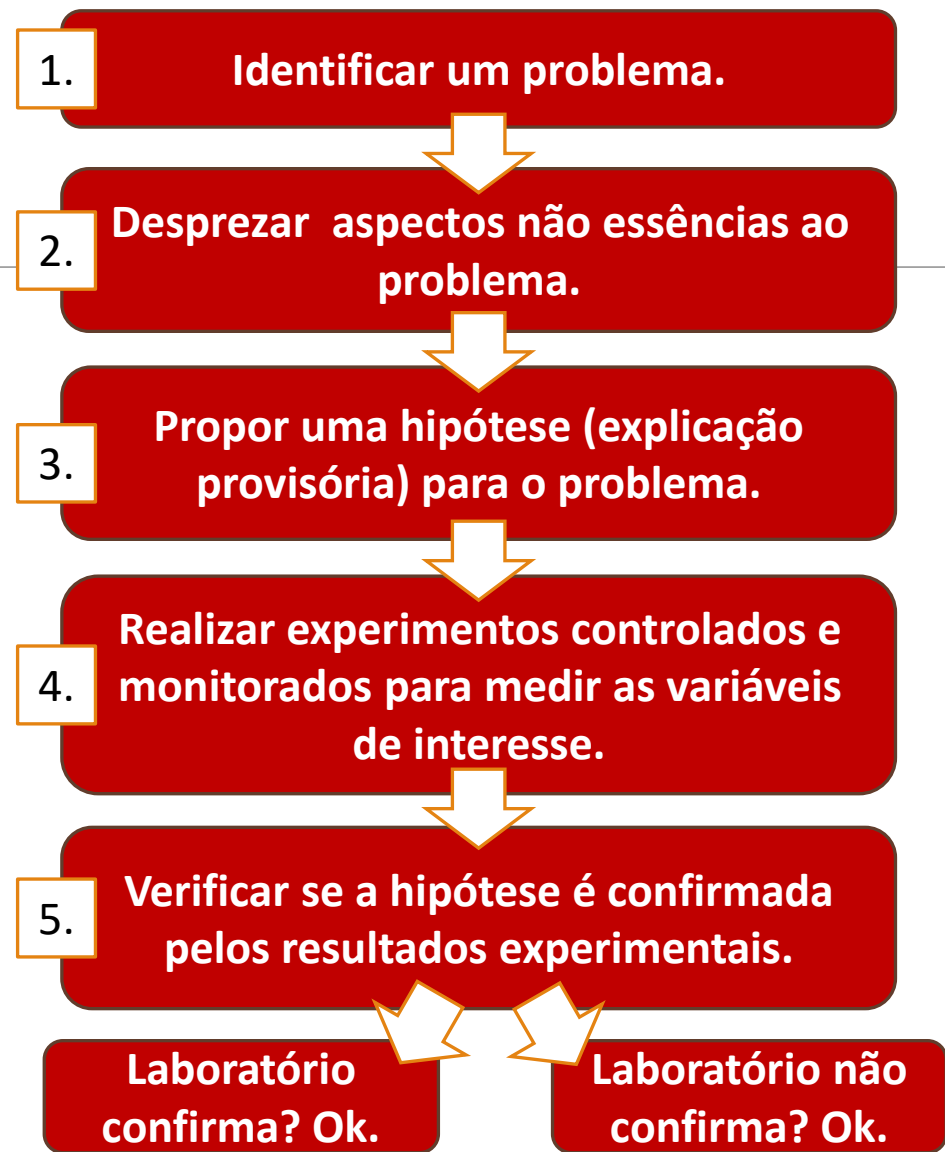 1.
Identificar um problema.
2.
Desprezar  aspectos não essências ao
problema.
3.
Propor uma hipótese (explicação
provisória) para o problema.
4.
Realizar experimentos controlados e
monitorados para medir as variáveis
de interesse.
5.
Verificar se a hipótese é confirmada
pelos resultados experimentais.
Laboratório
confirma? Ok.
Laboratório não
confirma? Ok.